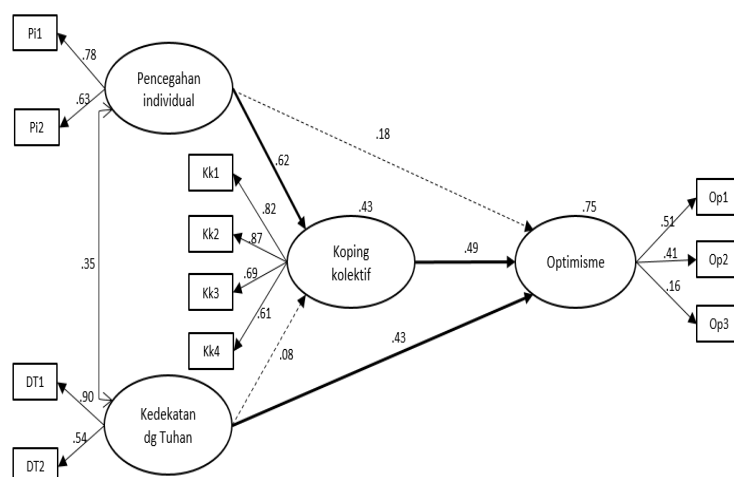 Pi1
.78
Pencegahan
individual
.63
Pi2
.18
.62
Kk1
.82
.43
.75
Op1
.51
Kk2
.87
Koping
kolektif
.49
Optimisme
.41
Op2
.35
Kk3
.69
.16
Kk4
.61
Op3
.08
.43
DT1
.90
Kedekatan
dg Tuhan
.54
DT2